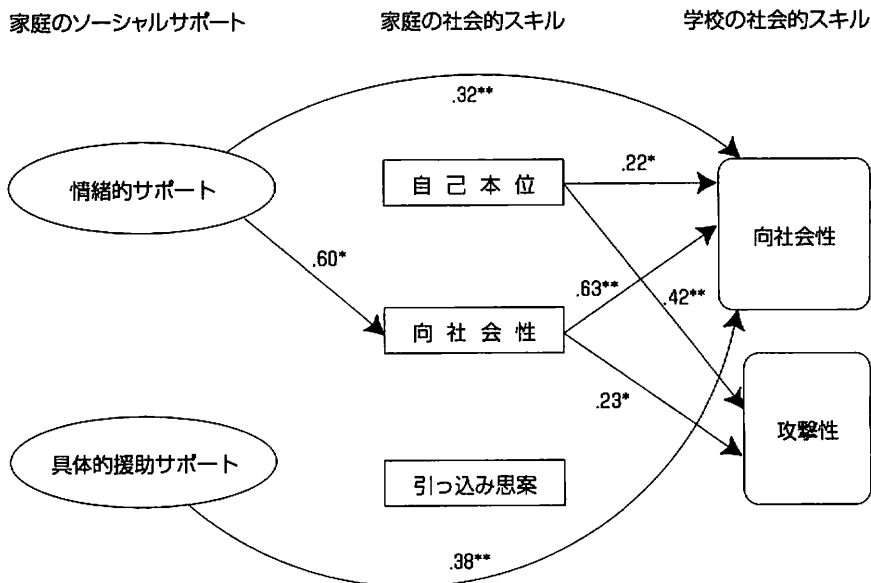 家庭のソーシャルサポート 家庭の社会的スキル 学校の社会的スキル
.32**
情緒的サポート
自己本位
.22*
向社会性
.60*
向社会性
.63**
.42**
.23*
攻撃性
具体的援助サポート
引っ込み思案
.38**